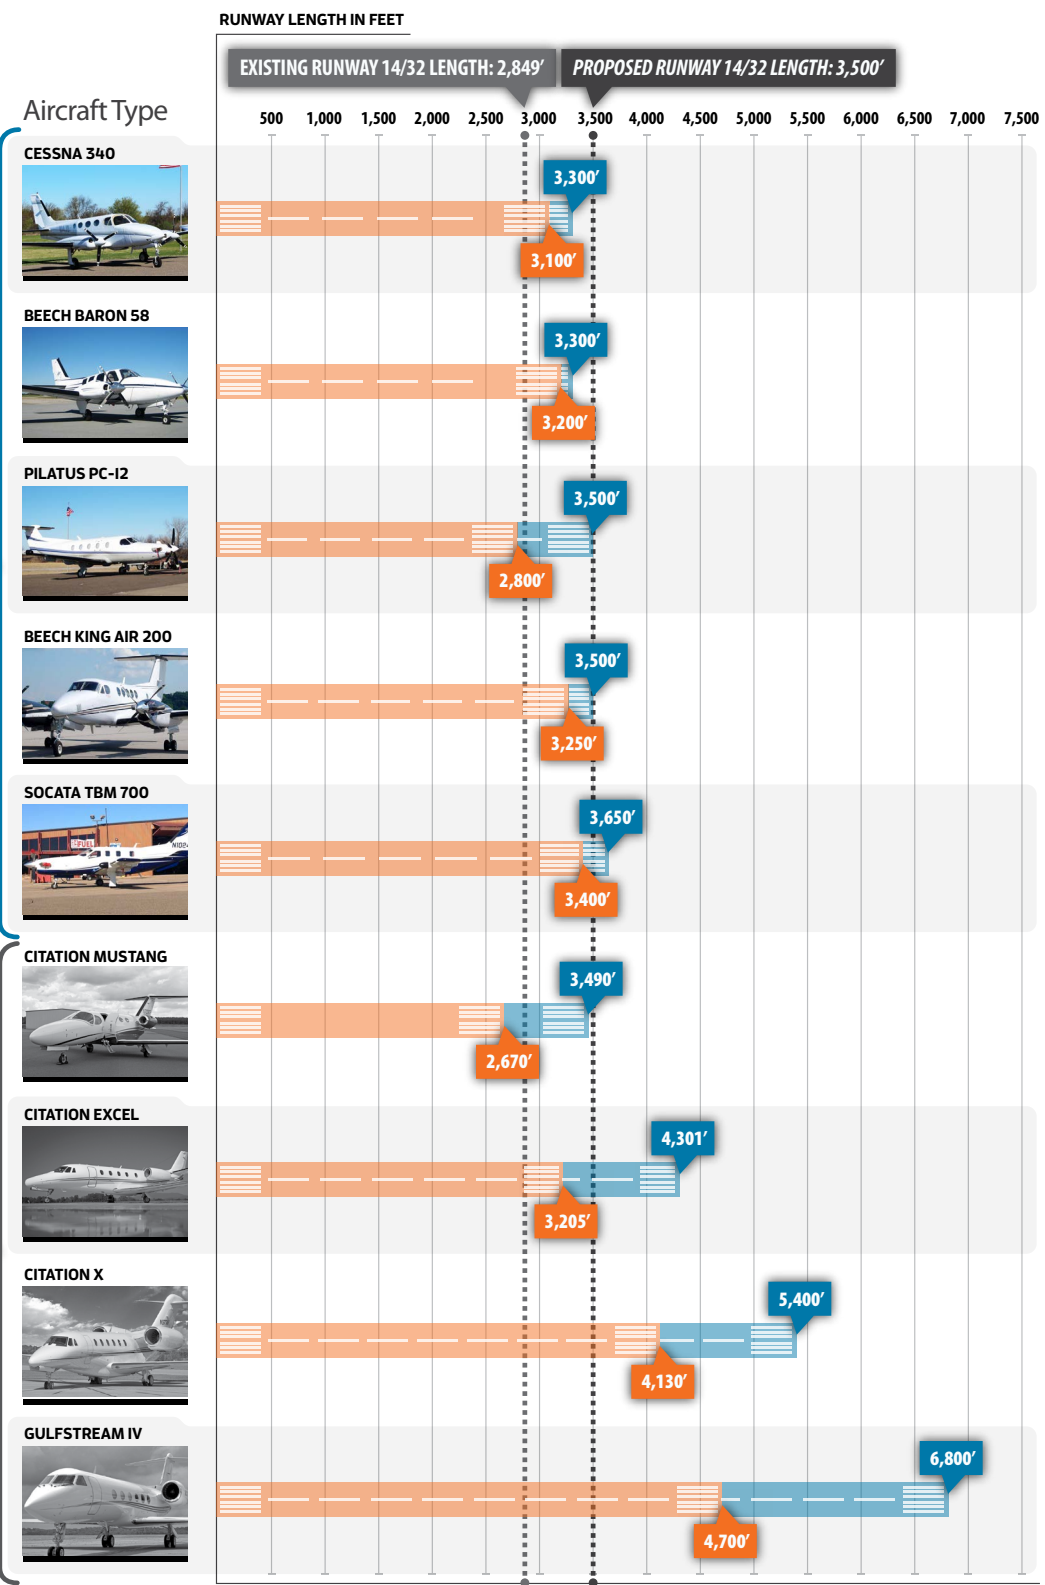 RUNWAY LENGTH IN FEET
EXISTING RUNWAY 14/32 LENGTH: 2,849′
PROPOSED RUNWAY 14/32 LENGTH: 3,500′
Aircraft Type
500 1,000 1,500 2,000 2,500 3,000 3,500 4,000 4,500 5,000 5,500 6,000 6,500 7,000 7,500
CESSNA 340
3,300′
3,100′
BEECH BARON 58
3,300′
3,200′
PILATUS PC-12
3,500′
2,800′
BEECH KING AIR 200
3,500′
3,250′
SOCATA TBM 700
FUEL
3,650′
3,400′
CITATION MUSTANG
3,490′
2,670′
CITATION EXCEL
4,301′
3,205′
CITATION X
5,400′
4,130′
GULFSTREAM IV
6,800′
4,700′